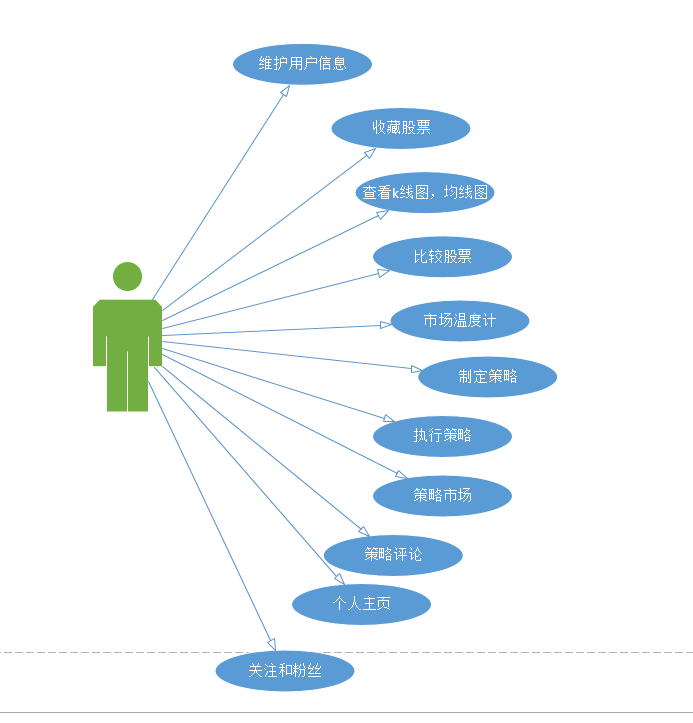 维护用户信息
收藏股票
查看k线图，均线图
比较股票
市场温度计
制定策略
执行策略
策略市场
策略评论
个人主页
关注和粉丝